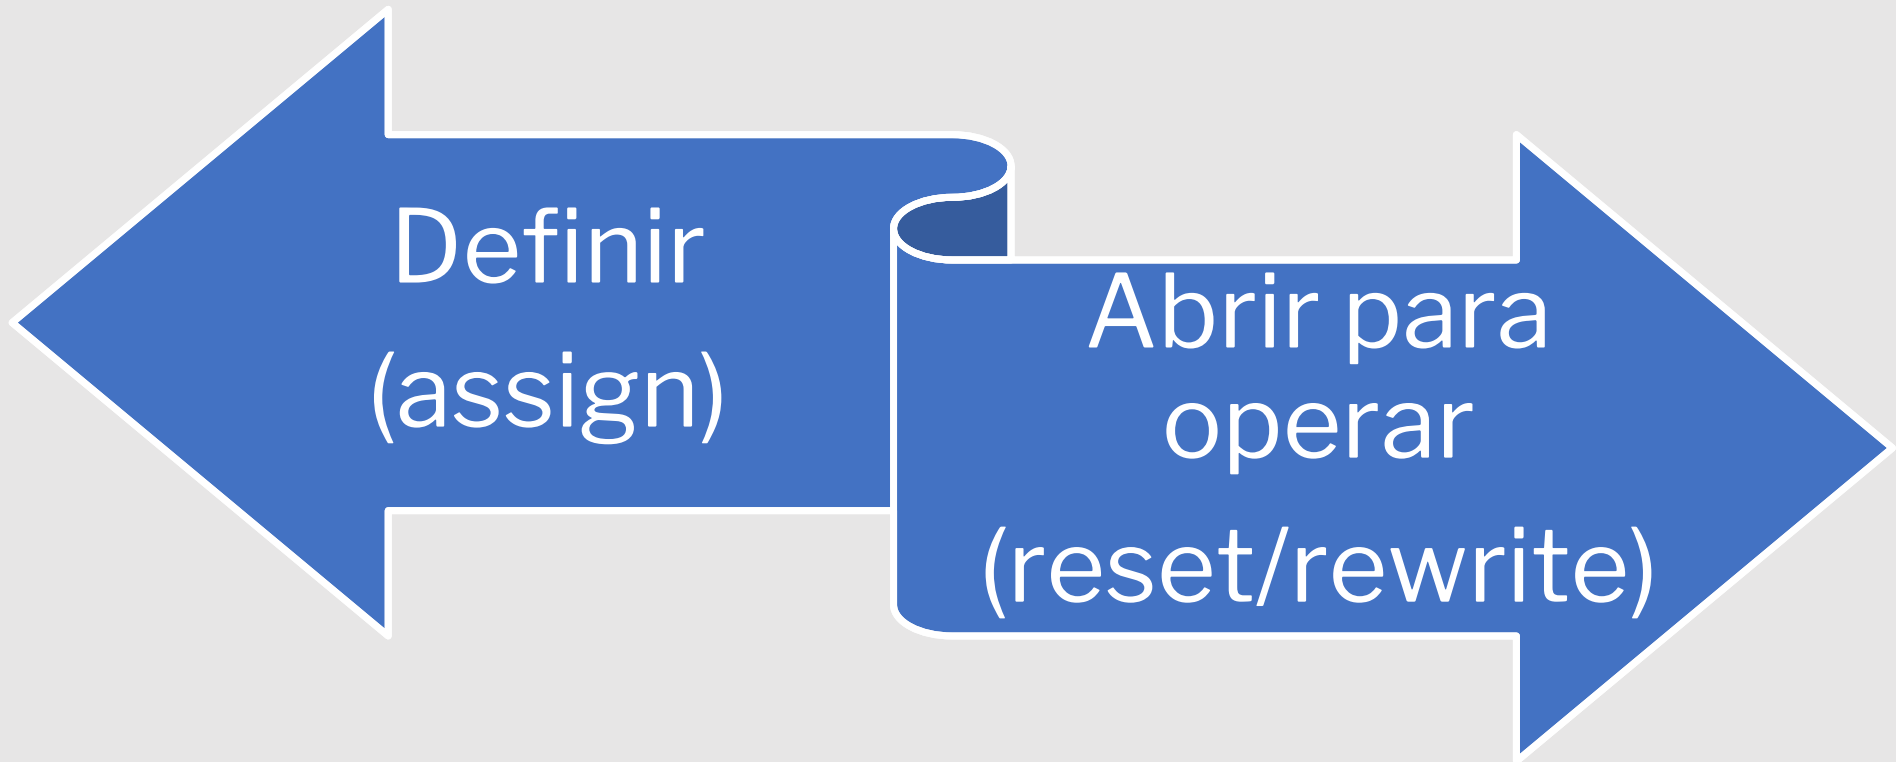 Definir
(assign)
Abrir para
operar
(reset/rewrite)